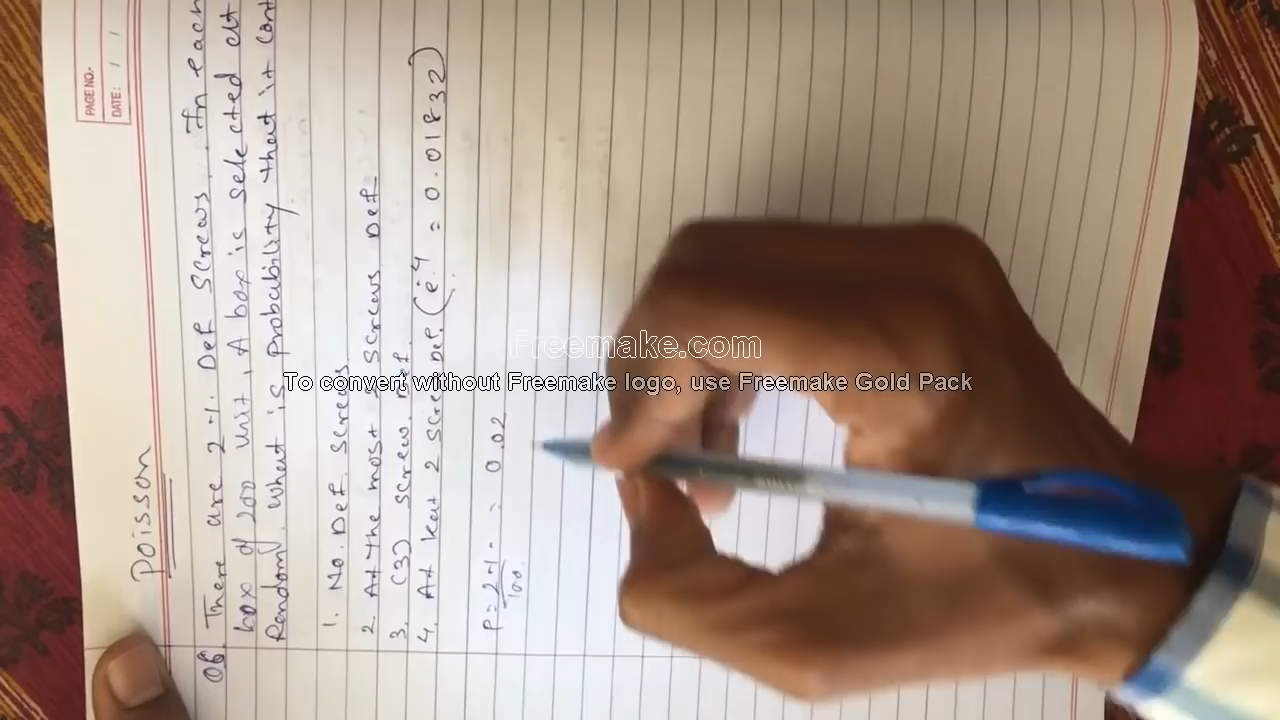 PAGE NO.-
DATE: / /
Poisson
Q6. There are 2 -/. Def Screws. In each
box of 200 unit, A box is selected At
Random. What is Probability that it cont
1. No. Def. Screws.
2. At the most Screws Def
3. (3) Screw. Def.
4. At least 2 Screw Def. (e^-4 = 0.01832)
P = 2-/- = 0.02
100
Freemake.com
To convert without Freemake logo, use Freemake Gold Pack